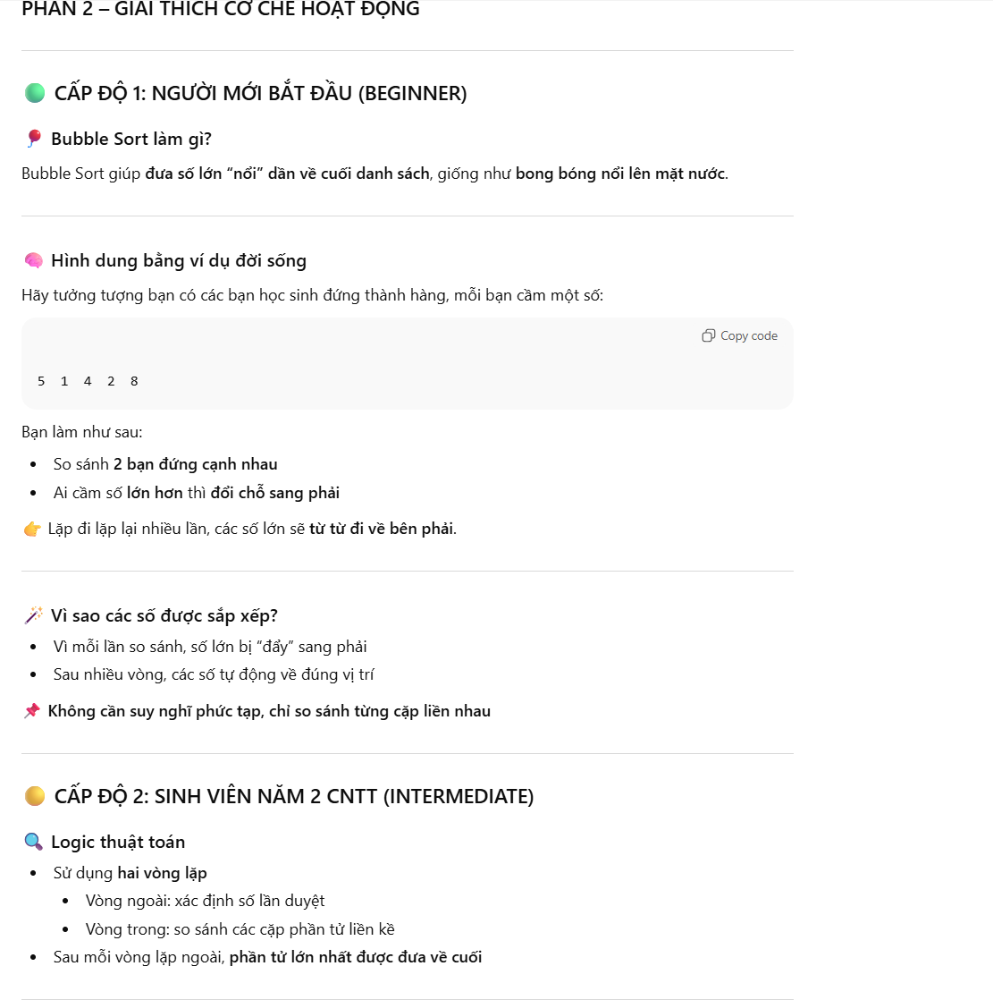 PHẦN 2 – GIẢI THÍCH CƠ CHẾ HOẠT ĐỘNG
CẤP ĐỘ 1: NGƯỜI MỚI BẮT ĐẦU (BEGINNER)
Bubble Sort làm gì?
Bubble Sort giúp đưa số lớn “nổi” dần về cuối danh sách, giống như bong bóng nổi lên mặt nước.
Hình dung bằng ví dụ đời sống
Hãy tưởng tượng bạn có các bạn học sinh đứng thành hàng, mỗi bạn cầm một số:
Copy code
5 1 4 2 8
Bạn làm như sau:
• So sánh 2 bạn đứng cạnh nhau
• Ai cầm số lớn hơn thì đổi chỗ sang phải
👉 Lặp đi lặp lại nhiều lần, các số lớn sẽ từ từ đi về bên phải.
Vì sao các số được sắp xếp?
• Vì mỗi lần so sánh, số lớn bị “đẩy” sang phải
• Sau nhiều vòng, các số tự động về đúng vị trí
📌 Không cần suy nghĩ phức tạp, chỉ so sánh từng cặp liền nhau
CẤP ĐỘ 2: SINH VIÊN NĂM 2 CNTT (INTERMEDIATE)
Logic thuật toán
• Sử dụng hai vòng lặp
• Vòng ngoài: xác định số lần duyệt
• Vòng trong: so sánh các cặp phần tử liền kề
• Sau mỗi vòng lặp ngoài, phần tử lớn nhất được đưa về cuối